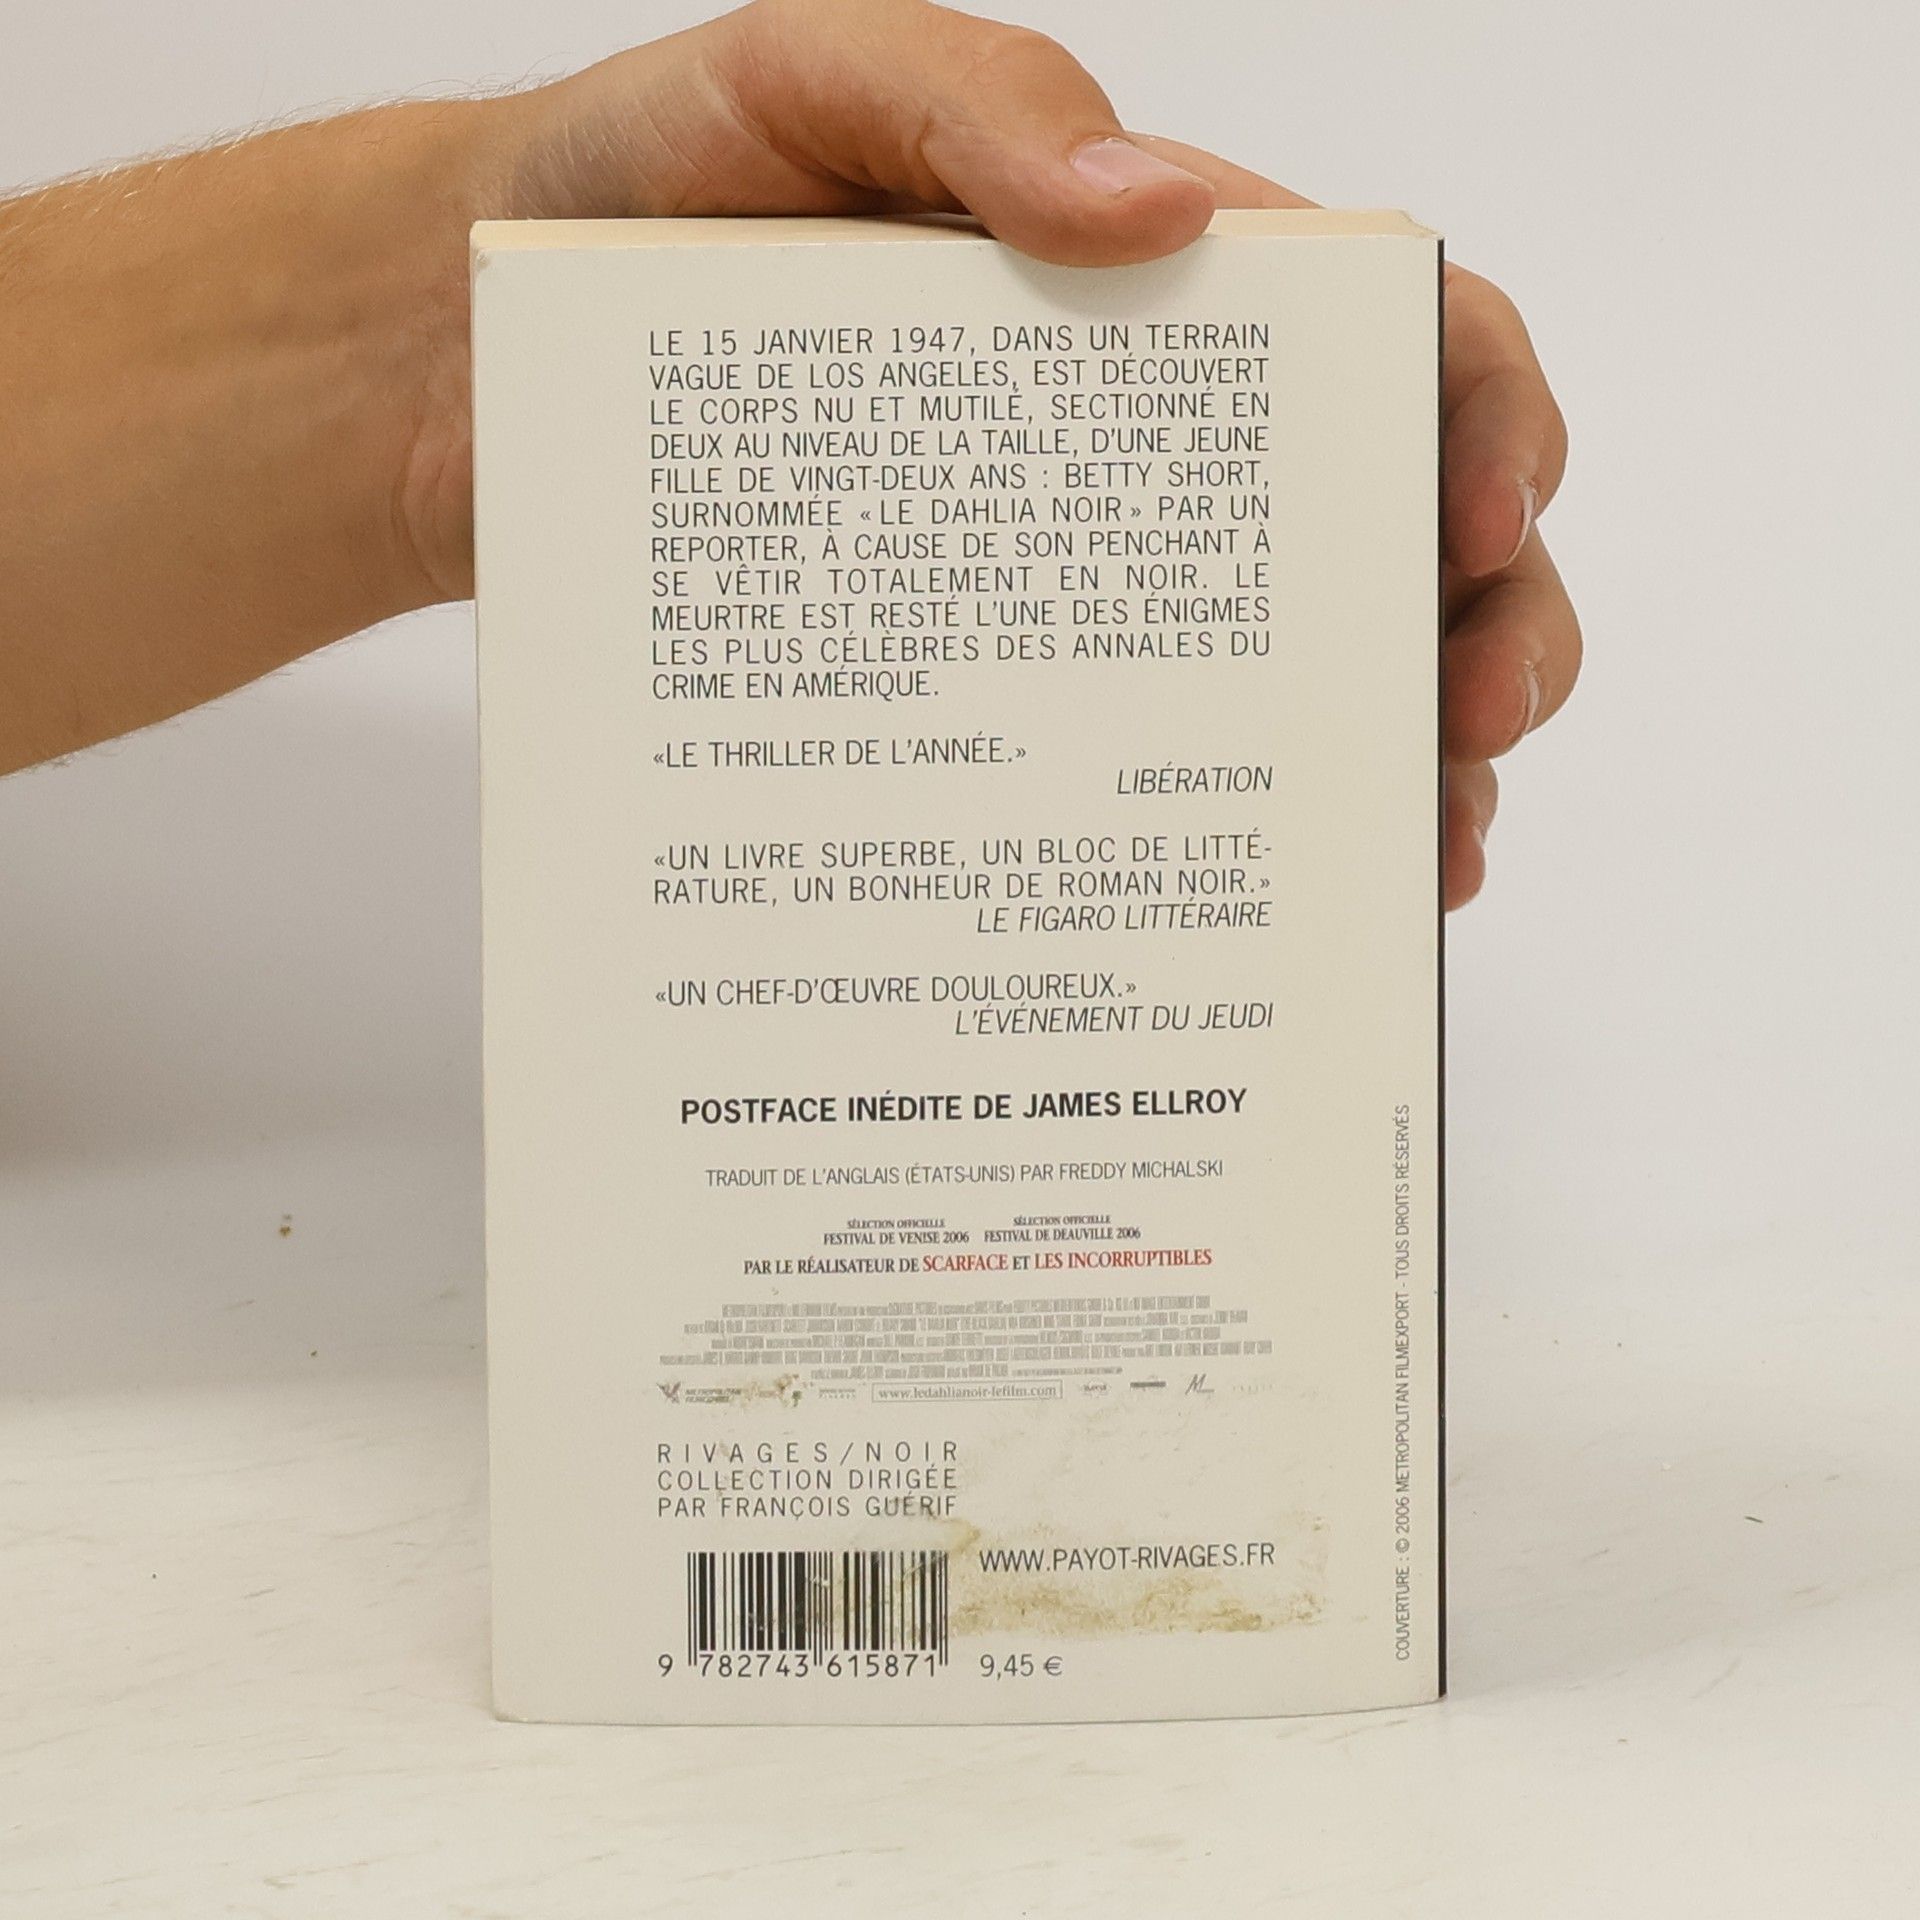 LE 15 JANVIER 1947, DANS UN TERRAIN
VAGUE DE LOS ANGELES, EST DÉCOUVERT
LE CORPS NU ET MUTILÉ, SECTIONNÉ EN
DEUX AU NIVEAU DE LA TAILLE, D'UNE JEUNE
FILLE DE VINGT-DEUX ANS : BETTY SHORT,
SURNOMMÉE « LE DAHLIA NOIR » PAR UN
REPORTER, À CAUSE DE SON PENCHANT À
SE VÊTIR TOTALEMENT EN NOIR. LE
MEURTRE EST RESTÉ L'UNE DES ÉNIGMES
LES PLUS CÉLÈBRES DES ANNALES DU
CRIME EN AMÉRIQUE.
«LE THRILLER DE L'ANNÉE.»
LIBÉRATION
«UN LIVRE SUPERBE, UN BLOC DE LITTÉ-
RATURE, UN BONHEUR DE ROMAN NOIR.»
LE FIGARO LITTÉRAIRE
«UN CHEF-D'ŒUVRE DOULOUREUX.»
L'ÉVÉNEMENT DU JEUDI
POSTFACE INÉDITE DE JAMES ELLROY
TRADUIT DE L'ANGLAIS (ÉTATS-UNIS) PAR FREDDY MICHALSKI
SÉLECTION OFFICIELLE SÉLECTION OFFICIELLE
FESTIVAL DE VENISE 2006 FESTIVAL DE DEAUVILLE 2006
PAR LE RÉALISATEUR DE SCARFACE ET LES INCORRUPTIBLES
www.ledahlianoir-lefilm.com
RIVAGES/NOIR
COLLECTION DIRIGÉE
PAR FRANÇOIS GUÉRIF
WWW.PAYOT-RIVAGES.FR
9 782743 615871 9,45 €
COUVERTURE : © 2006 METROPOLITAN FILMEXPORT - TOUS DROITS RÉSERVÉS